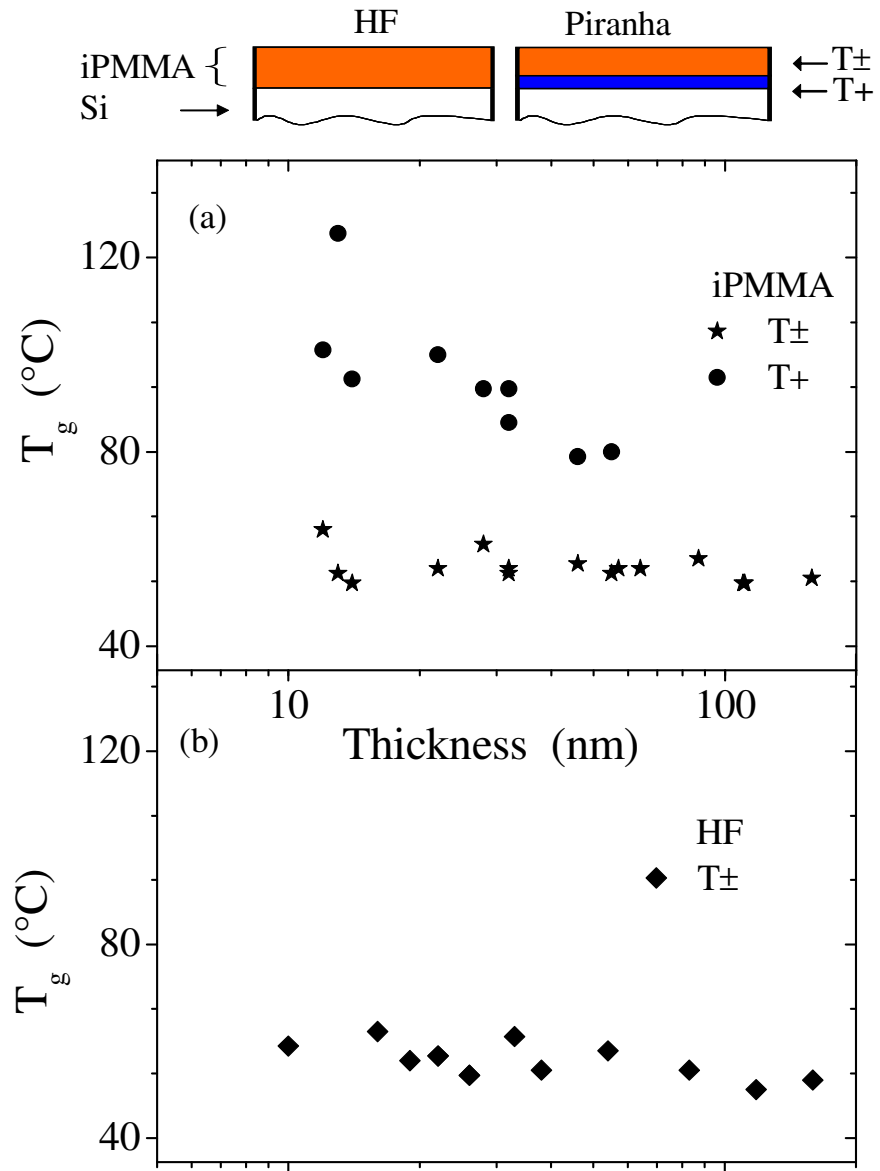 HF Piranha
iPMMA { T±
T+
Si
(a)
120
iPMMA
T±
T+
80
40
T g (°C)
10 100
Thickness (nm)
(b)
120
HF
T±
80
40
T g (°C)